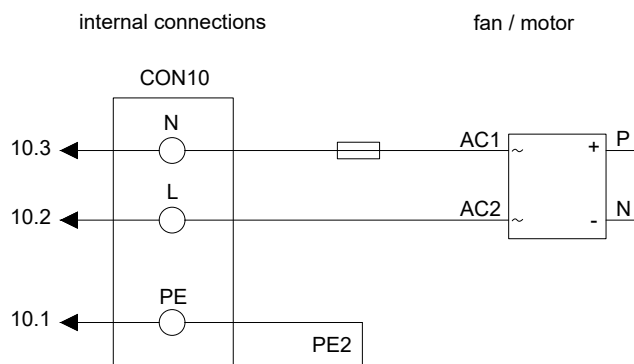 internal connections fan / motor
CON10
N
10.3 AC1 ~ + P
L
10.2 AC2 ~ - N
PE
10.1
PE2